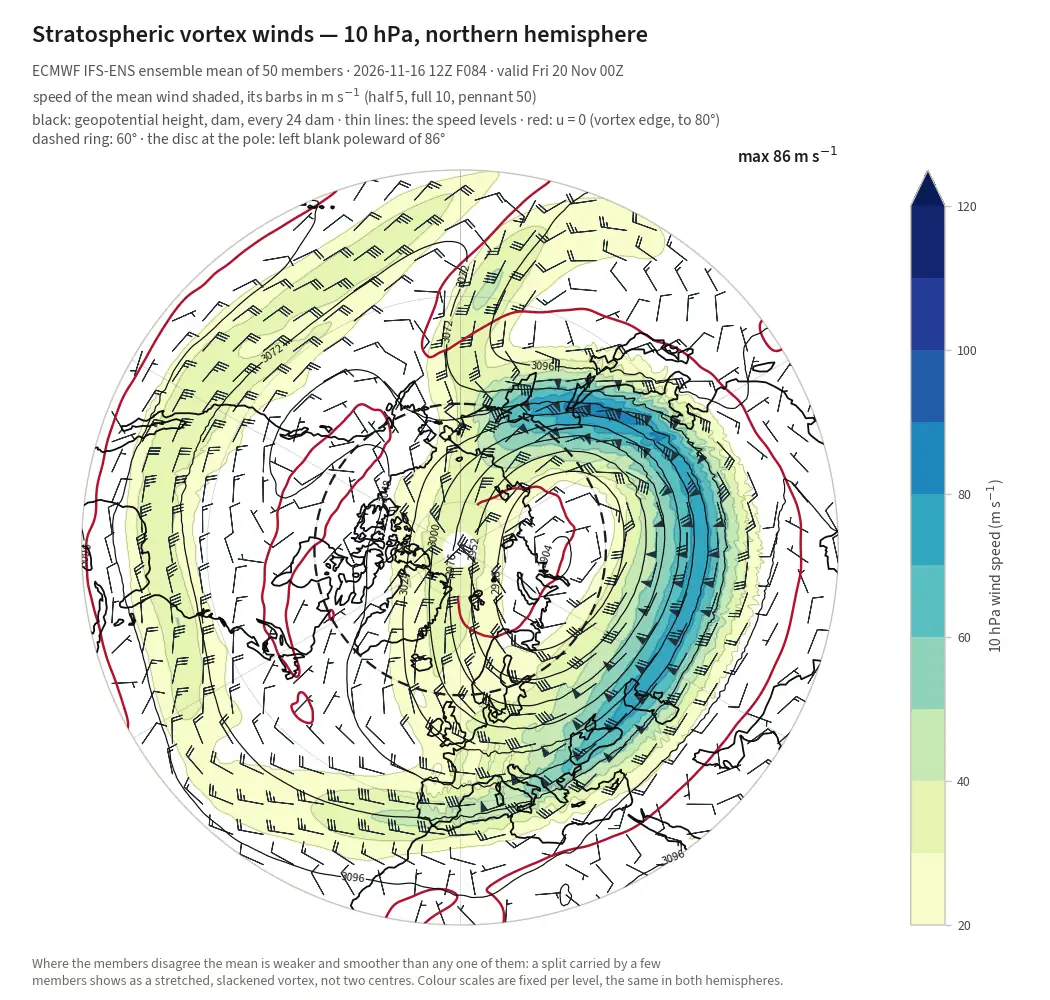 Stratospheric vortex winds — 10 hPa, northern hemisphere
ECMWF IFS-ENS ensemble mean of 50 members · 2026-11-16 12Z F084 · valid Fri 20 Nov 00Z
speed of the mean wind shaded, its barbs in m s⁻¹ (half 5, full 10, pennant 50)
black: geopotential height, dam, every 24 dam · thin lines: the speed levels · red: u = 0 (vortex edge, to 80°)
dashed ring: 60° · the disc at the pole: left blank poleward of 86°
max 86 m s⁻¹
120
100
80
60
40
20
10 hPa wind speed (m s⁻¹)
3072
3072
3072
3096
3000
3096
3096
Where the members disagree the mean is weaker and smoother than any one of them: a split carried by a few
members shows as a stretched, slackened vortex, not two centres. Colour scales are fixed per level, the same in both hemispheres.